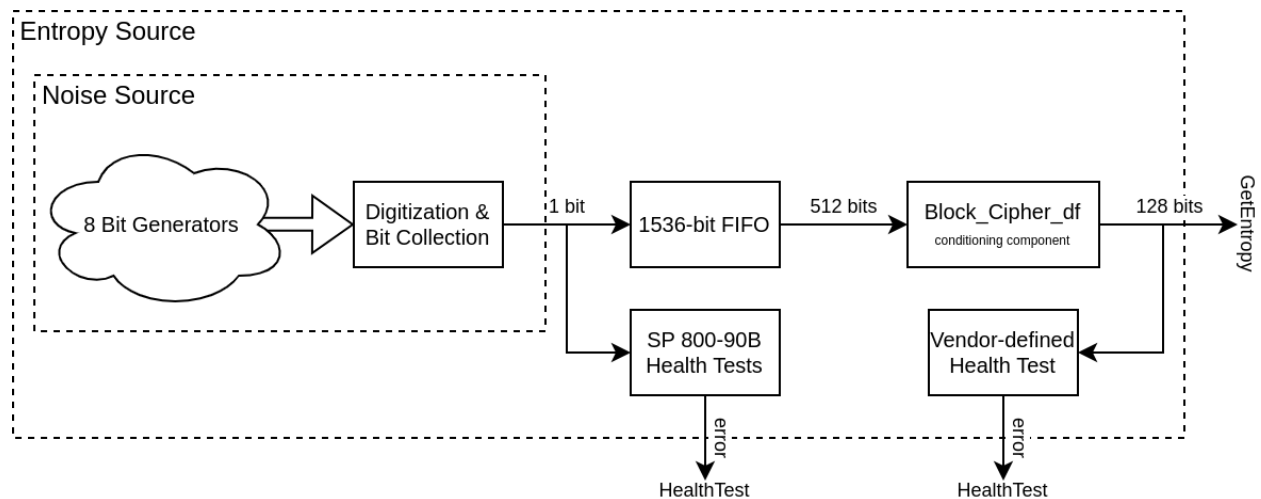 Entropy Source
Noise Source
8 Bit Generators
Digitization &
Bit Collection
1 bit
1536-bit FIFO
512 bits
Block_Cipher_df
conditioning component
128 bits
GetEntropy
SP 800-90B
Health Tests
Vendor-defined
Health Test
error
error
HealthTest
HealthTest